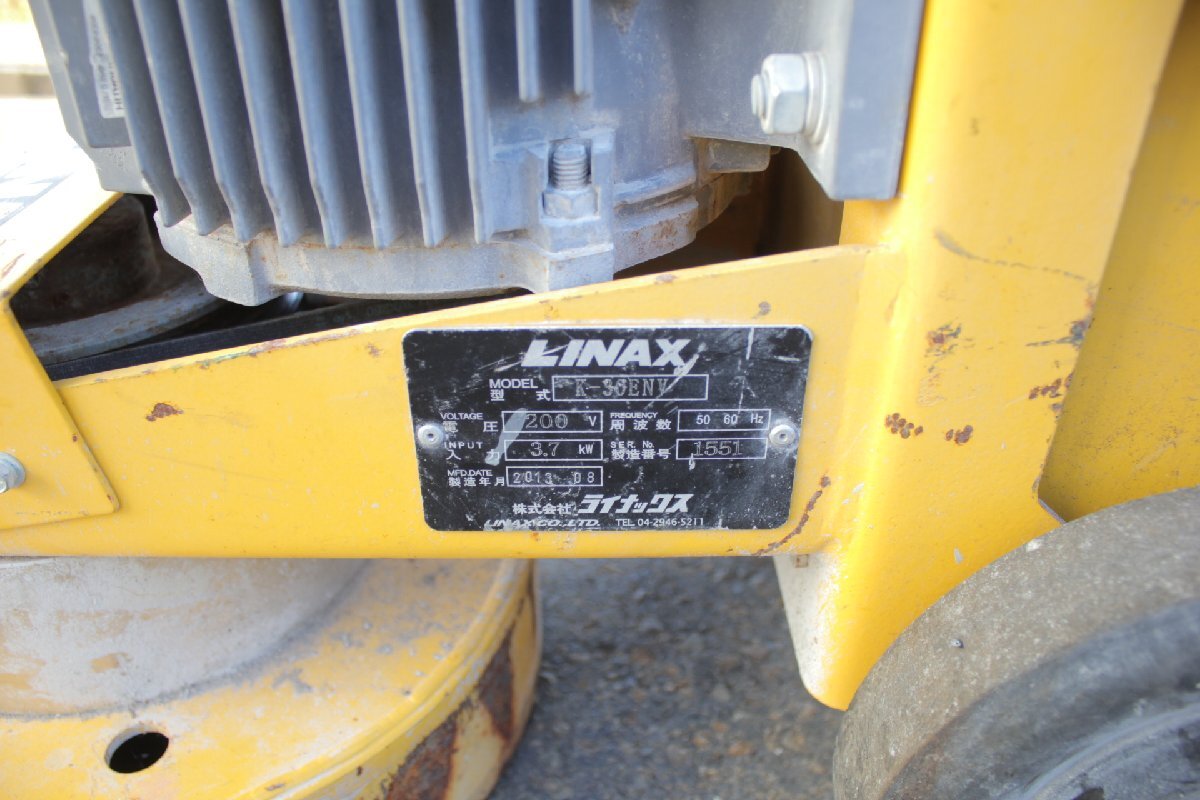 LINAX
MODEL
型 式 K-36ENV
VOLTAGE
電 圧 200 V
FREQUENCY
周波数 50 60 Hz
INPUT
入 力 3.7 kW
SER. No.
製造番号 1551
MFD.DATE
製造年月 2013 08
株式会社 ライナックス
LINAX CO., LTD. TEL 04-2946-5211